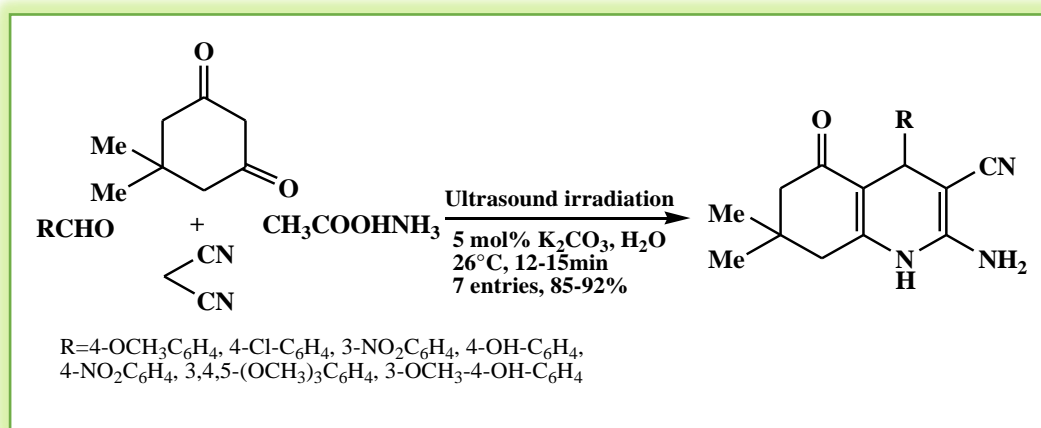 O
Me
Me
O
RCHO
+
CH₃COOHNH₃
CN
CN
Ultrasound irradiation
5 mol% K₂CO₃, H₂O
26°C, 12-15min
7 entries, 85-92%
O
R
CN
Me
Me
N
H
NH₂
R=4-OCH₃C₆H₄, 4-Cl-C₆H₄, 3-NO₂C₆H₄, 4-OH-C₆H₄,
4-NO₂C₆H₄, 3,4,5-(OCH₃)₃C₆H₄, 3-OCH₃-4-OH-C₆H₄